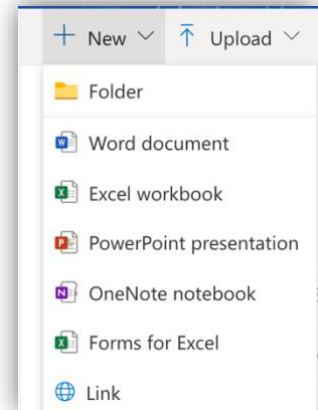 New Upload
Folder
Word document
Excel workbook
PowerPoint presentation
OneNote notebook
Forms for Excel
Link